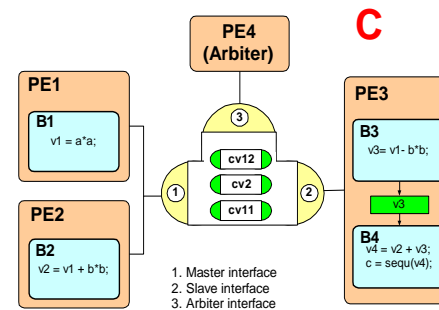 C
PE4
(Arbiter)
PE1
B1
v1 = a*a;
PE2
B2
v2 = v1 + b*b;
3
cv12
cv2
cv11
1
2
PE3
B3
v3= v1- b*b;
v3
B4
v4 = v2 + v3;
c = sequ(v4);
1. Master interface
2. Slave interface
3. Arbiter interface